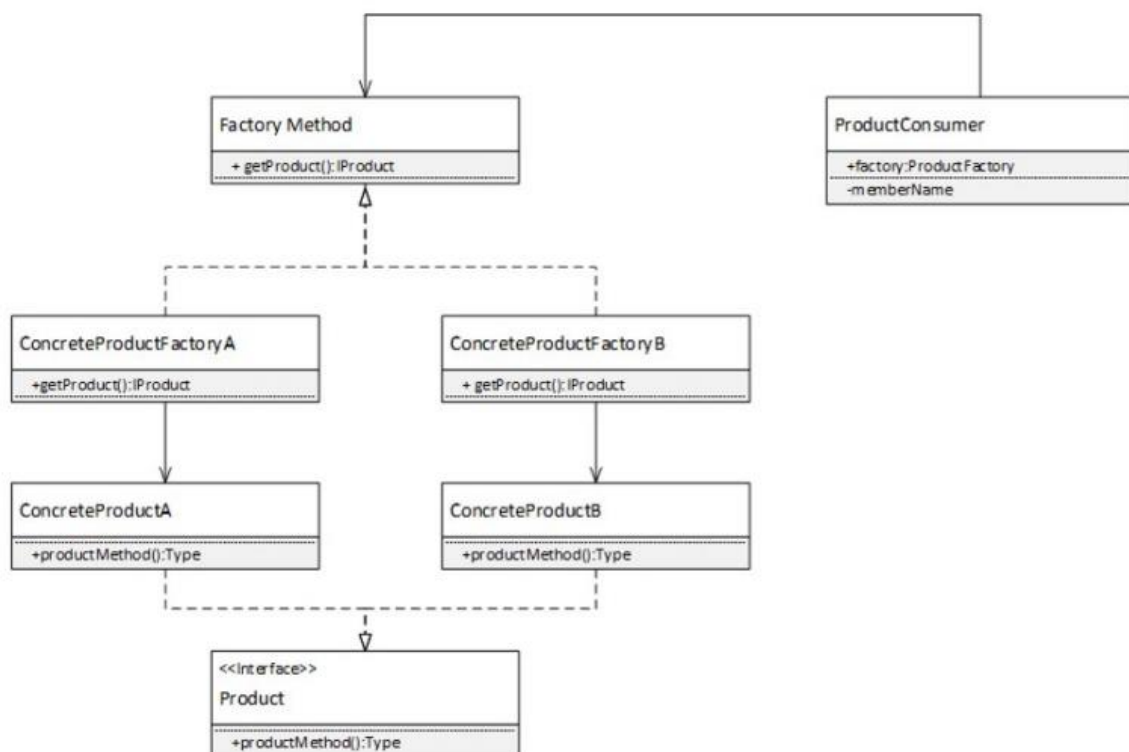 Factory Method
+ getProduct():IProduct
ProductConsumer
+factory:ProductFactory
-memberName
ConcreteProductFactoryA
+getProduct():IProduct
ConcreteProductFactoryB
+ getProduct():IProduct
ConcreteProductA
+productMethod():Type
ConcreteProductB
+productMethod():Type
<<Interface>>
Product
+productMethod():Type